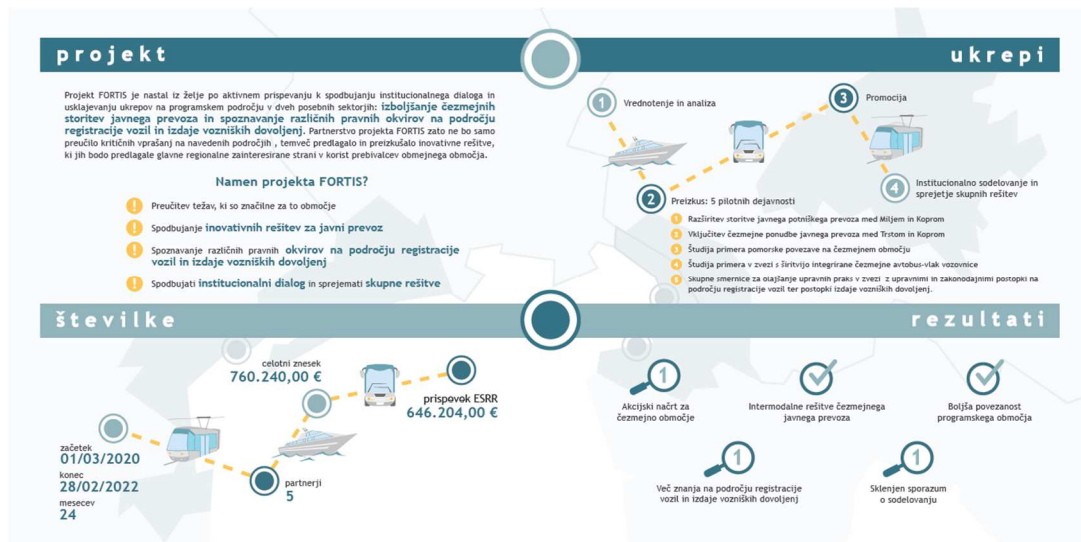 projekt
Projekt FORTIS je nastal iz želje po aktivnem prispevanju k spodbujanju institucionalnega dialoga in
usklajevanju ukrepov na programskem področju v dveh posebnih sektorjih: izboljšanje čezmejnih
storitev javnega prevoza in spoznavanje različnih pravnih okvirov na področju
registracije vozil in izdaje vozniških dovoljenj. Partnerstvo projekta FORTIS zato ne bo samo
preučilo kritičnih vprašanj na navedenih področjih , temveč predlagalo in preizkušalo inovativne rešitve,
ki jih bodo predlagale glavne regionalne zainteresirane strani v korist prebivalcev obmejnega območja.
Namen projekta FORTIS?
! Preučitev težav, ki so značilne za to območje
! Spodbujanje inovativnih rešitev za javni prevoz
! Spoznavanje različnih pravnih okvirov na področju registracije
vozil in izdaje vozniških dovoljenj
! Spodbujati institucionalni dialog in sprejemati skupne rešitve
ukrepi
1 Vrednotenje in analiza
3 Promocija
4 Institucionalno sodelovanje in
sprejetje skupnih rešitev
2 Preizkus: 5 pilotnih dejavnosti
1 Razširitev storitve javnega potniškega prevoza med Miljem in Koprom
2 Vključitev čezmejne ponudbe javnega prevoza med Trstom in Koprom
3 Študija primera pomorske povezave na čezmejnem območju
4 Študija primera v zvezi s širitvijo integrirane čezmejne avtobus-vlak vozovnice
5 Skupne smernice za olajšanje upravnih praks v zvezi z upravnimi in zakonodajnimi postopki na
področju registracije vozil ter postopki izdaje vozniških dovoljenj.
številke
celotni znesek
760.240,00 €
prispevok ESRR
646.204,00 €
začetek
01/03/2020
konec
28/02/2022
mesecev
24
partnerji
5
rezultati
1
Akcijski načrt za
čezmejno območje
Intermodalne rešitve čezmejnega
javnega prevoza
Boljša povezanost
programskega območja
1
Več znanja na področju registracije
vozil in izdaje vozniških dovoljenj
1
Sklenjen sporazum
o sodelovanju